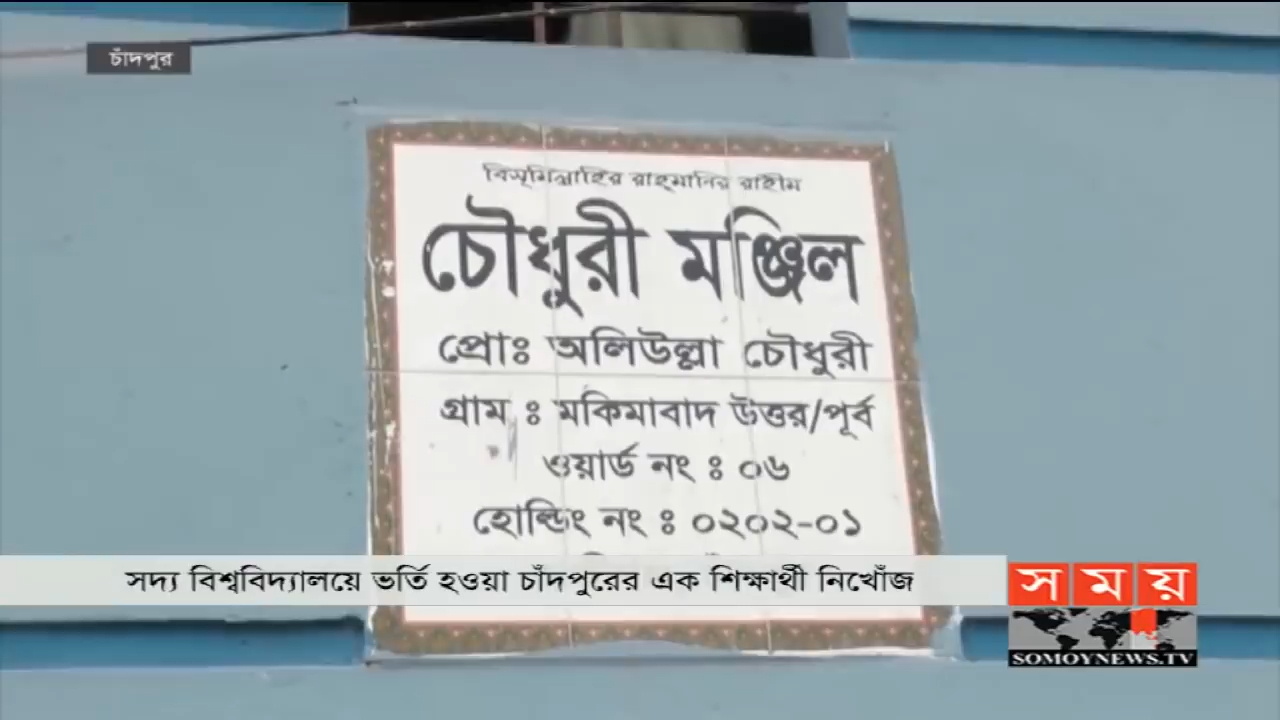 চাঁদপুর
বিস্‌মিল্লাহির রাহ্‌মানির রাহীম
চৌধুরী মঞ্জিল
প্রোঃ অলিউল্লা চৌধুরী
গ্রাম ঃ মকিমাবাদ উত্তর/পূর্ব
ওয়ার্ড নং ঃ ০৬
হোল্ডিং নং ঃ ০২০২-০১
সদ্য বিশ্ববিদ্যালয়ে ভর্তি হওয়া চাঁদপুরের এক শিক্ষার্থী নিখোঁজ
সময়
SOMOYNEWS.TV